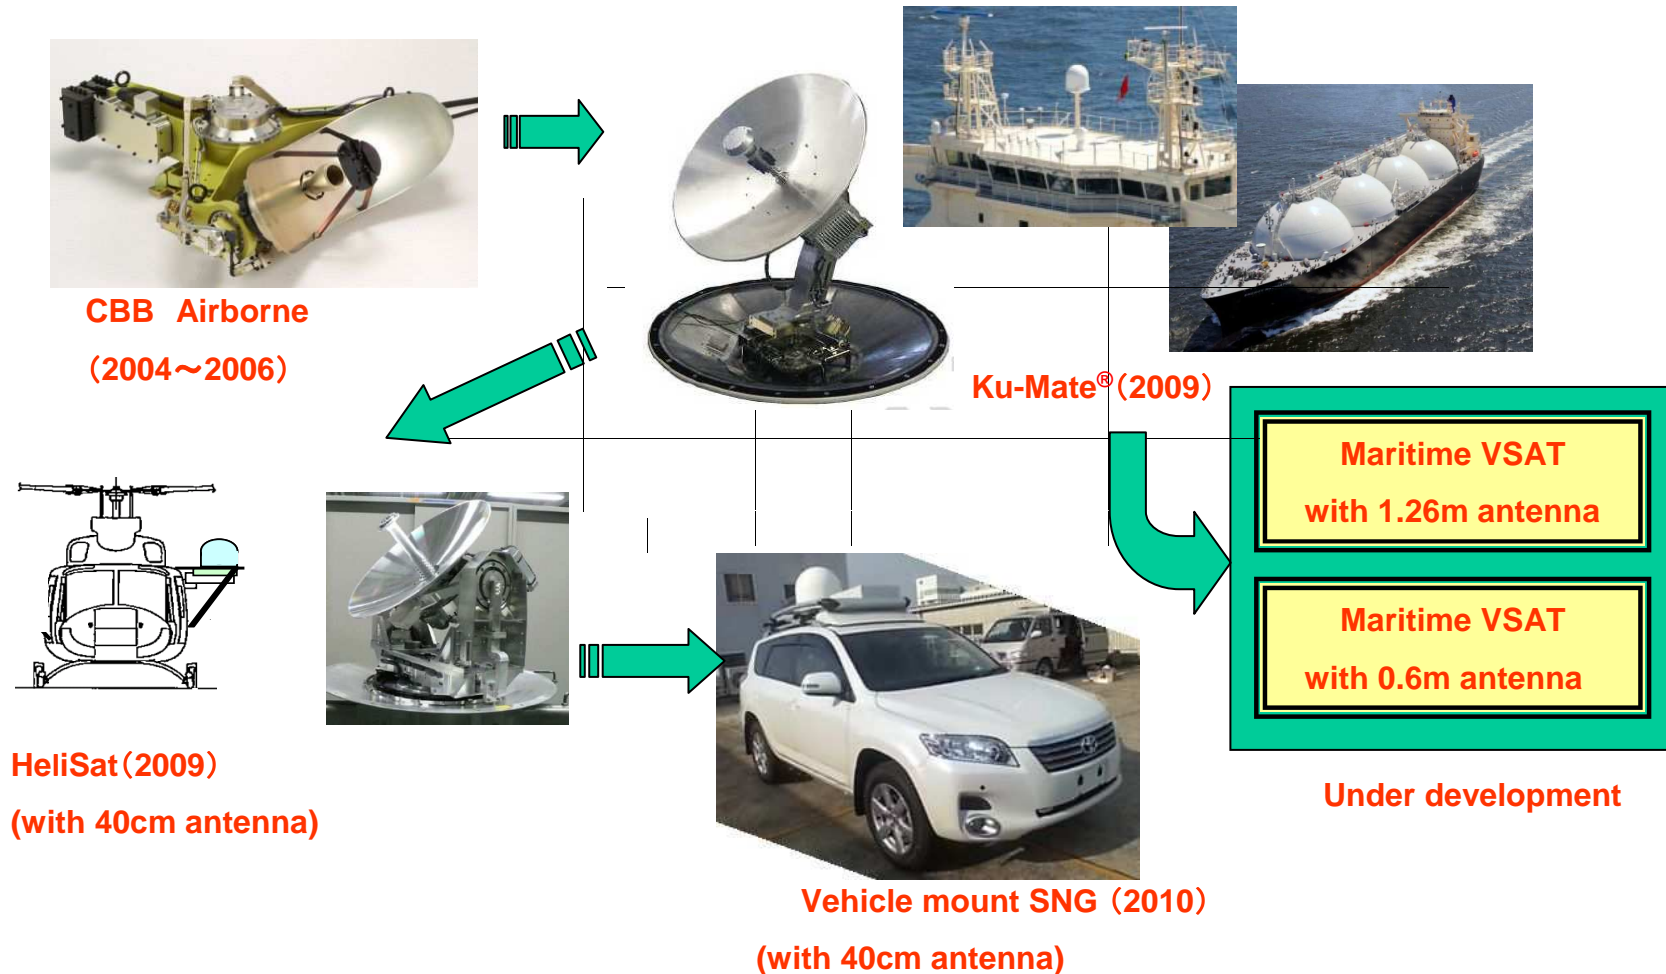 CBB Airborne
（2004～2006）
Ku-Mate®（2009）
Maritime VSAT
with 1.26m antenna
Maritime VSAT
with 0.6m antenna
Under development
HeliSat（2009）
(with 40cm antenna)
Vehicle mount SNG（2010）
(with 40cm antenna)